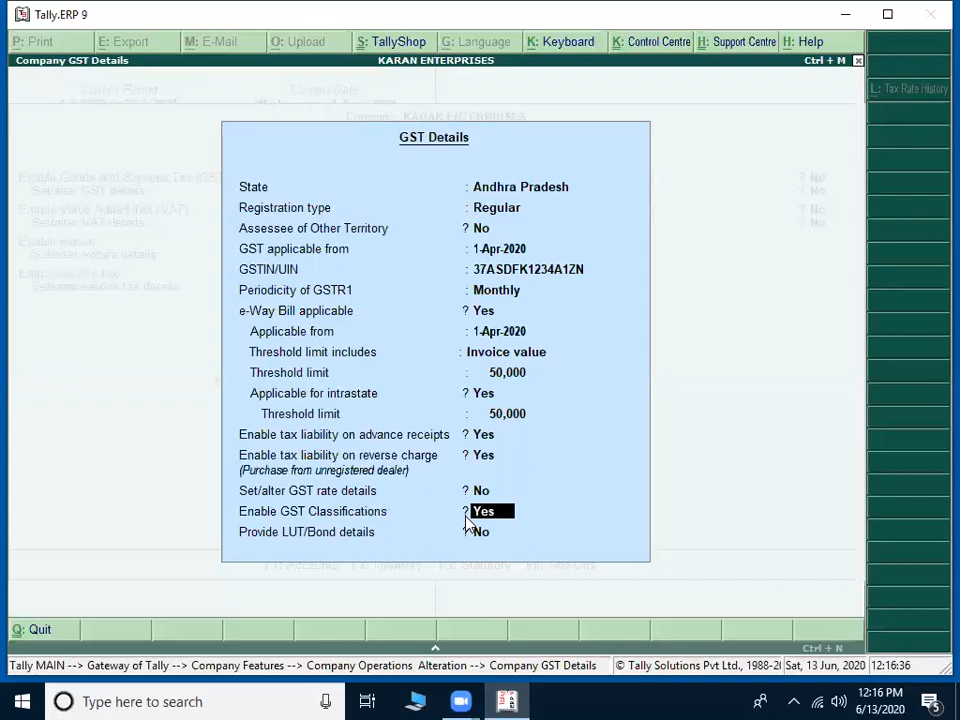 Tally.ERP 9
P: Print E: Export M: E-Mail O: Upload S: TallyShop G: Language K: Keyboard K: Control Centre H: Support Centre H: Help
Company GST Details KARAN ENTERPRISES Ctrl + M
L: Tax Rate History
Current Period Current Date
GST Details
State : Andhra Pradesh
Registration type : Regular
Assessee of Other Territory ? No
GST applicable from : 1-Apr-2020
GSTIN/UIN : 37ASDFK1234A1ZN
Periodicity of GSTR1 : Monthly
e-Way Bill applicable ? Yes
Applicable from : 1-Apr-2020
Threshold limit includes : Invoice value
Threshold limit : 50,000
Applicable for intrastate ? Yes
Threshold limit : 50,000
Enable tax liability on advance receipts ? Yes
Enable tax liability on reverse charge ? Yes
(Purchase from unregistered dealer)
Set/alter GST rate details ? No
Enable GST Classifications ? Yes
Provide LUT/Bond details ? No
Q: Quit
Ctrl + N
Tally MAIN --> Gateway of Tally --> Company Features --> Company Operations Alteration --> Company GST Details © Tally Solutions Pvt Ltd., 1988-2 Sat, 13 Jun, 2020 12:16:36
Type here to search
12:16 PM
6/13/2020
5